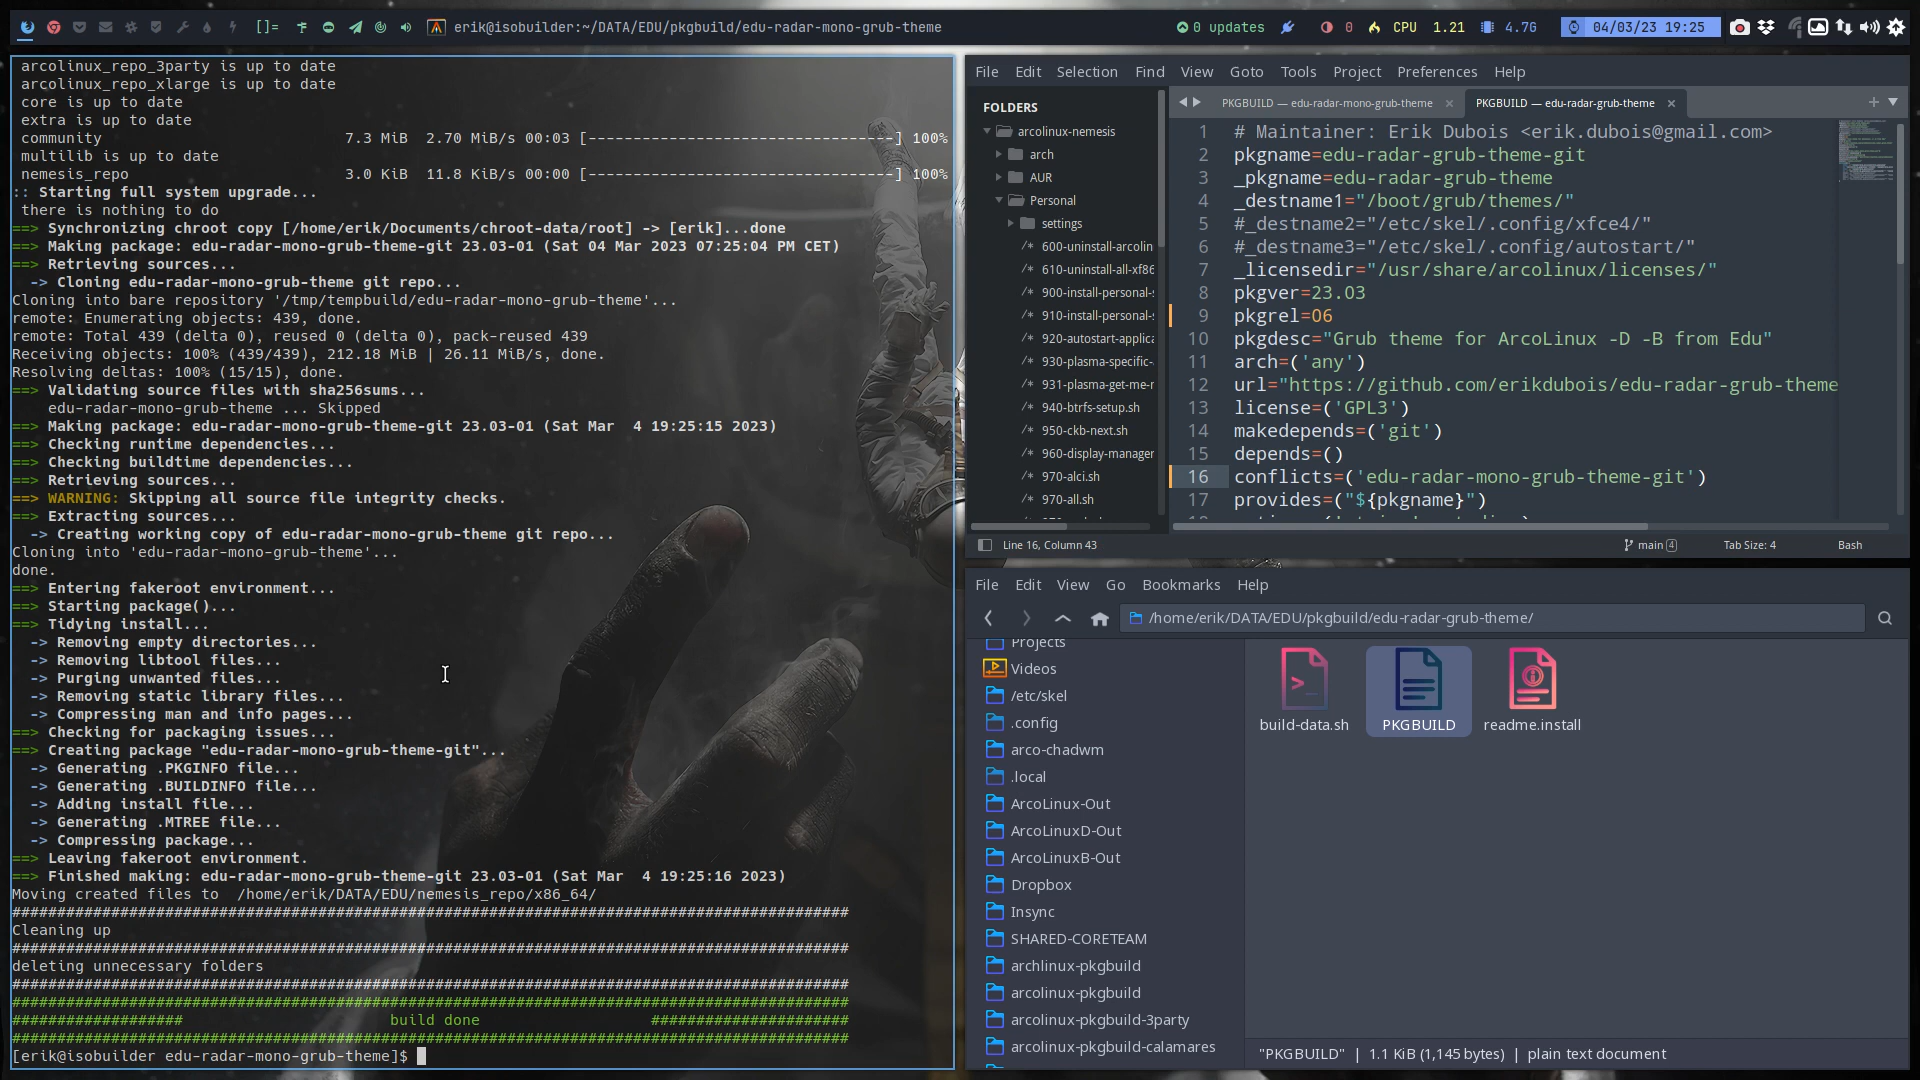 []= erik@isobuilder:~/DATA/EDU/pkgbuild/edu-radar-mono-grub-theme 0 updates 0 CPU 1.21 4.7G 04/03/23 19:25
arcolinux_repo_3party is up to date
arcolinux_repo_xlarge is up to date
core is up to date
extra is up to date
community 7.3 MiB 2.70 MiB/s 00:03 [----------------------------------] 100%
multilib is up to date
nemesis_repo 3.0 KiB 11.8 KiB/s 00:00 [----------------------------------] 100%
:: Starting full system upgrade...
there is nothing to do
==> Synchronizing chroot copy [/home/erik/Documents/chroot-data/root] -> [erik]...done
==> Making package: edu-radar-mono-grub-theme-git 23.03-01 (Sat 04 Mar 2023 07:25:04 PM CET)
==> Retrieving sources...
-> Cloning edu-radar-mono-grub-theme git repo...
Cloning into bare repository '/tmp/tempbuild/edu-radar-mono-grub-theme'...
remote: Enumerating objects: 439, done.
remote: Total 439 (delta 0), reused 0 (delta 0), pack-reused 439
Receiving objects: 100% (439/439), 212.18 MiB | 26.11 MiB/s, done.
Resolving deltas: 100% (15/15), done.
==> Validating source files with sha256sums...
edu-radar-mono-grub-theme ... Skipped
==> Making package: edu-radar-mono-grub-theme-git 23.03-01 (Sat Mar  4 19:25:15 2023)
==> Checking runtime dependencies...
==> Checking buildtime dependencies...
==> Retrieving sources...
==> WARNING: Skipping all source file integrity checks.
==> Extracting sources...
-> Creating working copy of edu-radar-mono-grub-theme git repo...
Cloning into 'edu-radar-mono-grub-theme'...
done.
==> Entering fakeroot environment...
==> Starting package()...
==> Tidying install...
-> Removing empty directories...
-> Removing libtool files...
-> Purging unwanted files...
-> Removing static library files...
-> Compressing man and info pages...
==> Checking for packaging issues...
==> Creating package "edu-radar-mono-grub-theme-git"...
-> Generating .PKGINFO file...
-> Generating .BUILDINFO file...
-> Adding install file...
-> Generating .MTREE file...
-> Compressing package...
==> Leaving fakeroot environment.
==> Finished making: edu-radar-mono-grub-theme-git 23.03-01 (Sat Mar  4 19:25:16 2023)
Moving created files to  /home/erik/DATA/EDU/nemesis_repo/x86_64/
#############################################################################################
Cleaning up
#############################################################################################
deleting unnecessary folders
#############################################################################################
#############################################################################################
################### build done ######################
#############################################################################################
[erik@isobuilder edu-radar-mono-grub-theme]$
File Edit Selection Find View Goto Tools Project Preferences Help
FOLDERS
arcolinux-nemesis
arch
AUR
Personal
settings
/* 600-uninstall-arcolin
/* 610-uninstall-all-xf86
/* 900-install-personal-s
/* 910-install-personal-s
/* 920-autostart-applica
/* 930-plasma-specific-
/* 931-plasma-get-me-r
/* 940-btrfs-setup.sh
/* 950-ckb-next.sh
/* 960-display-manager
/* 970-alci.sh
/* 970-all.sh
PKGBUILD — edu-radar-mono-grub-theme × PKGBUILD — edu-radar-grub-theme ×
1 # Maintainer: Erik Dubois <erik.dubois@gmail.com>
2 pkgname=edu-radar-grub-theme-git
3 _pkgname=edu-radar-grub-theme
4 _destname1="/boot/grub/themes/"
5 #_destname2="/etc/skel/.config/xfce4/"
6 #_destname3="/etc/skel/.config/autostart/"
7 _licensedir="/usr/share/arcolinux/licenses/"
8 pkgver=23.03
9 pkgrel=06
10 pkgdesc="Grub theme for ArcoLinux -D -B from Edu"
11 arch=('any')
12 url="https://github.com/erikdubois/edu-radar-grub-theme
13 license=('GPL3')
14 makedepends=('git')
15 depends=()
16 conflicts=('edu-radar-mono-grub-theme-git')
17 provides=("${pkgname}")
Line 16, Column 43 main 4 Tab Size: 4 Bash
File Edit View Go Bookmarks Help
/home/erik/DATA/EDU/pkgbuild/edu-radar-grub-theme/
Projects
Videos
/etc/skel
.config
arco-chadwm
.local
ArcoLinux-Out
ArcoLinuxD-Out
ArcoLinuxB-Out
Dropbox
Insync
SHARED-CORETEAM
archlinux-pkgbuild
arcolinux-pkgbuild
arcolinux-pkgbuild-3party
arcolinux-pkgbuild-calamares
build-data.sh PKGBUILD readme.install
"PKGBUILD" | 1.1 KiB (1,145 bytes) | plain text document